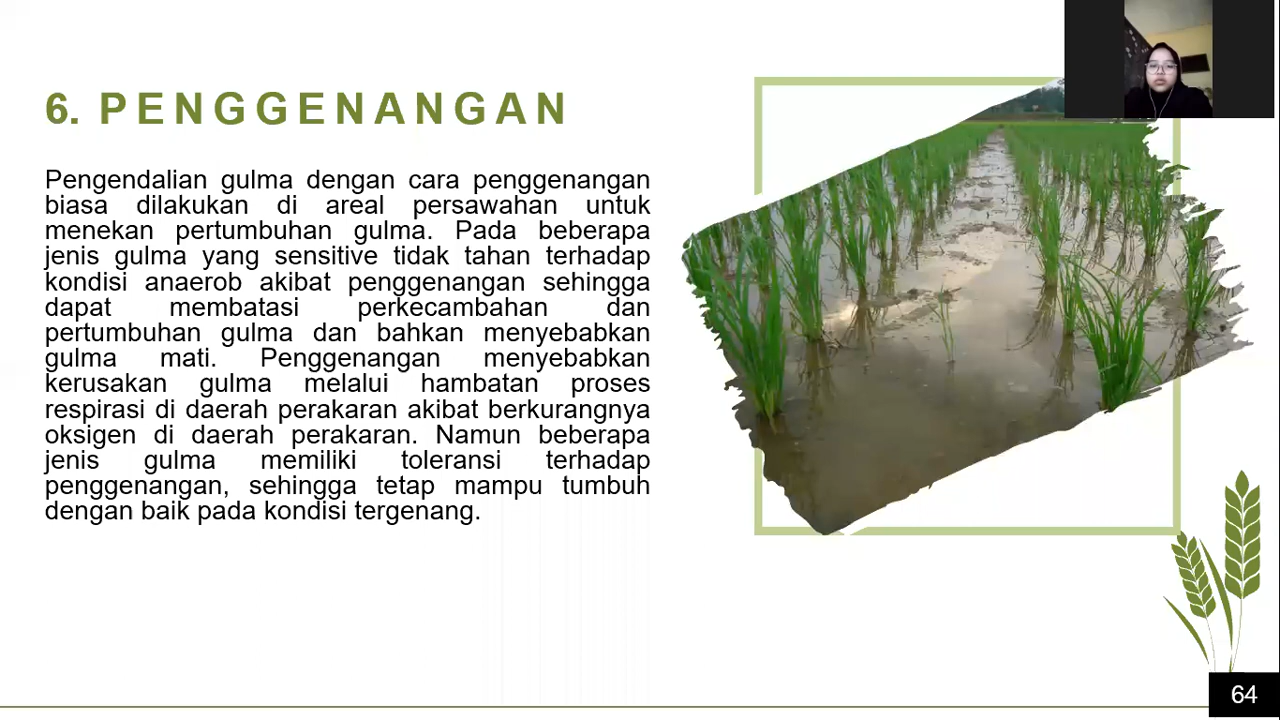 6. PENGGENANGAN
Pengendalian gulma dengan cara penggenangan
biasa dilakukan di areal persawahan untuk
menekan pertumbuhan gulma. Pada beberapa
jenis gulma yang sensitive tidak tahan terhadap
kondisi anaerob akibat penggenangan sehingga
dapat membatasi perkecambahan dan
pertumbuhan gulma dan bahkan menyebabkan
gulma mati. Penggenangan menyebabkan
kerusakan gulma melalui hambatan proses
respirasi di daerah perakaran akibat berkurangnya
oksigen di daerah perakaran. Namun beberapa
jenis gulma memiliki toleransi terhadap
penggenangan, sehingga tetap mampu tumbuh
dengan baik pada kondisi tergenang.
64